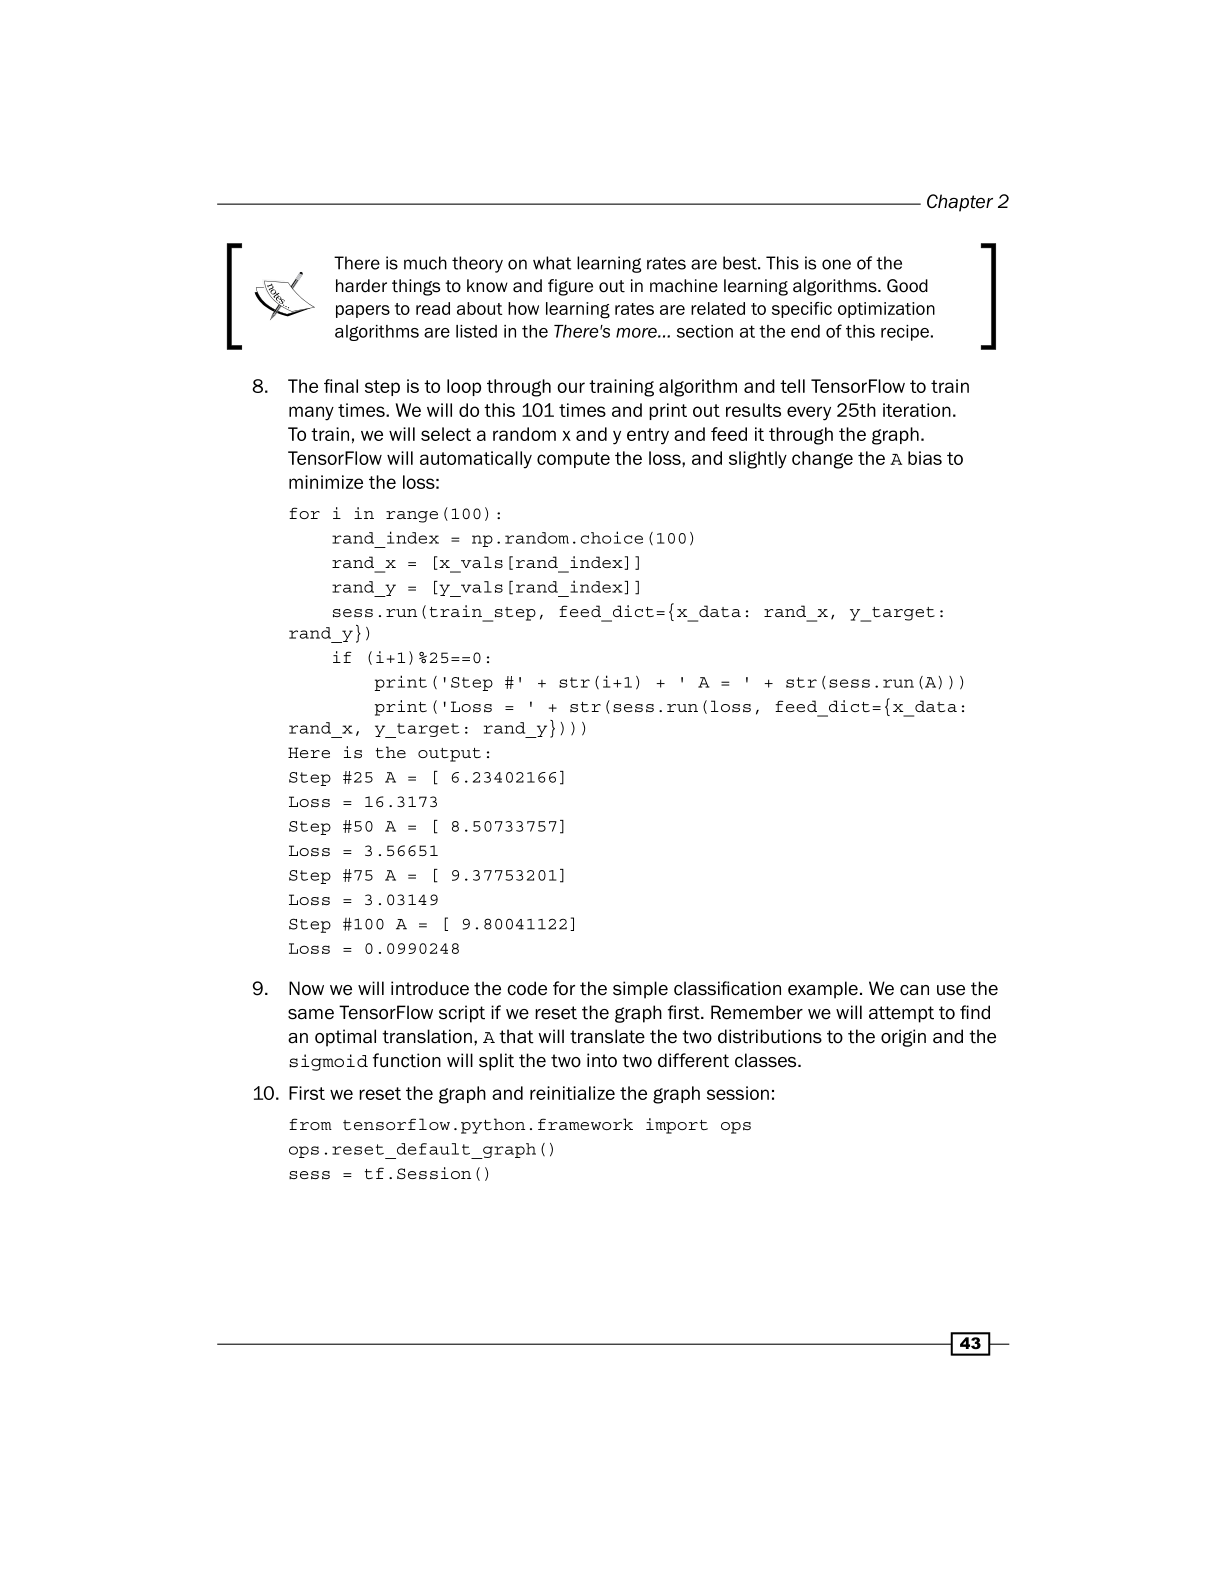 Chapter 2
There is much theory on what learning rates are best. This is one of the
harder things to know and figure out in machine learning algorithms. Good
papers to read about how learning rates are related to specific optimization
algorithms are listed in the There's more... section at the end of this recipe.
notes...
8. The final step is to loop through our training algorithm and tell TensorFlow to train
many times. We will do this 101 times and print out results every 25th iteration.
To train, we will select a random x and y entry and feed it through the graph.
TensorFlow will automatically compute the loss, and slightly change the A bias to
minimize the loss:
for i in range(100):
    rand_index = np.random.choice(100)
    rand_x = [x_vals[rand_index]]
    rand_y = [y_vals[rand_index]]
    sess.run(train_step, feed_dict={x_data: rand_x, y_target:
rand_y})
    if (i+1)%25==0:
        print('Step #' + str(i+1) + ' A = ' + str(sess.run(A)))
        print('Loss = ' + str(sess.run(loss, feed_dict={x_data:
rand_x, y_target: rand_y})))
Here is the output:
Step #25 A = [ 6.23402166]
Loss = 16.3173
Step #50 A = [ 8.50733757]
Loss = 3.56651
Step #75 A = [ 9.37753201]
Loss = 3.03149
Step #100 A = [ 9.80041122]
Loss = 0.0990248
9. Now we will introduce the code for the simple classification example. We can use the
same TensorFlow script if we reset the graph first. Remember we will attempt to find
an optimal translation, A that will translate the two distributions to the origin and the
sigmoid function will split the two into two different classes.
10. First we reset the graph and reinitialize the graph session:
from tensorflow.python.framework import ops
ops.reset_default_graph()
sess = tf.Session()
43